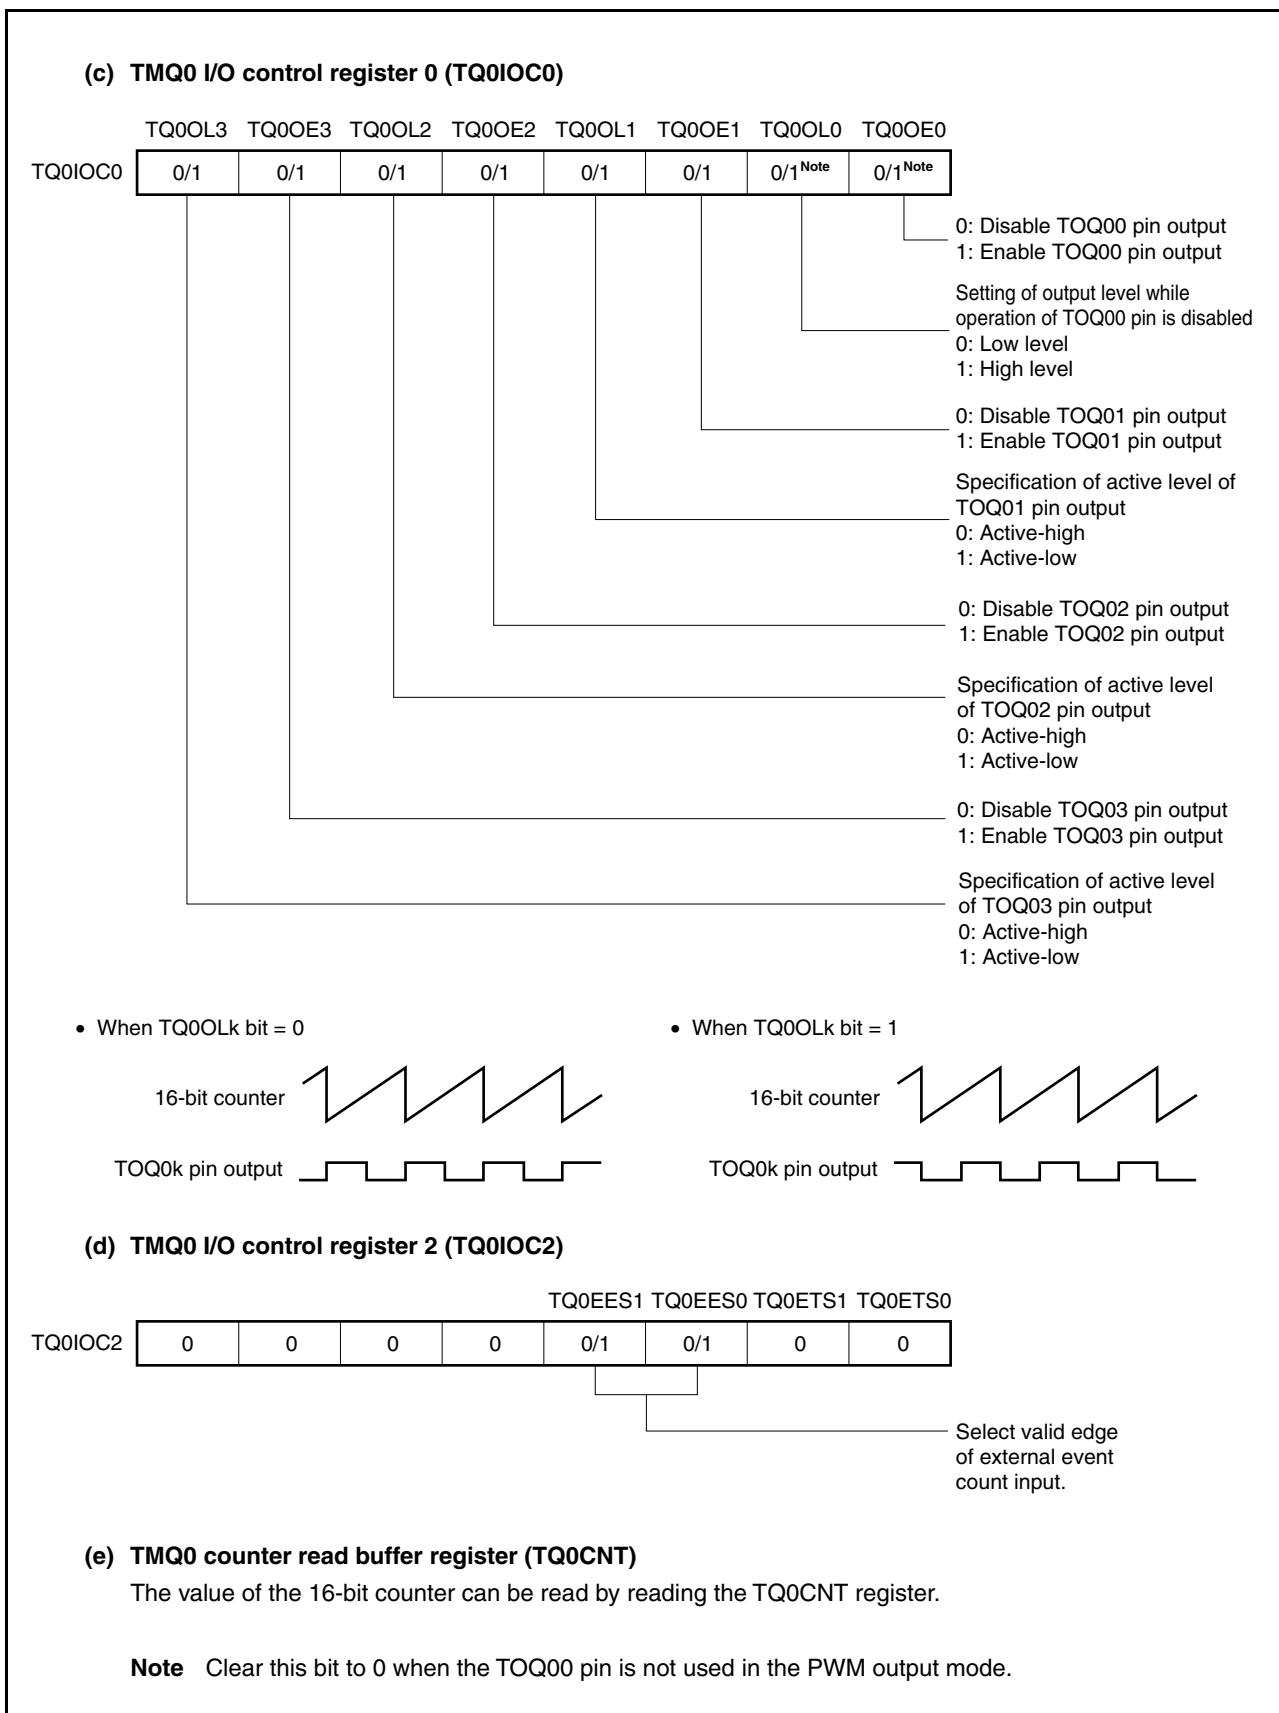 (c) TMQ0 I/O control register 0 (TQ0IOC0)
TQ0OL3 TQ0OE3 TQ0OL2 TQ0OE2 TQ0OL1 TQ0OE1 TQ0OL0 TQ0OE0
TQ0IOC0 0/1 0/1 0/1 0/1 0/1 0/1 0/1Note 0/1Note
0: Disable TOQ00 pin output
1: Enable TOQ00 pin output
Setting of output level while
operation of TOQ00 pin is disabled
0: Low level
1: High level
0: Disable TOQ01 pin output
1: Enable TOQ01 pin output
Specification of active level of
TOQ01 pin output
0: Active-high
1: Active-low
0: Disable TOQ02 pin output
1: Enable TOQ02 pin output
Specification of active level
of TOQ02 pin output
0: Active-high
1: Active-low
0: Disable TOQ03 pin output
1: Enable TOQ03 pin output
Specification of active level
of TOQ03 pin output
0: Active-high
1: Active-low
• When TQ0OLk bit = 0
16-bit counter
TOQ0k pin output
• When TQ0OLk bit = 1
16-bit counter
TOQ0k pin output
(d) TMQ0 I/O control register 2 (TQ0IOC2)
TQ0EES1 TQ0EES0 TQ0ETS1 TQ0ETS0
TQ0IOC2 0 0 0 0 0/1 0/1 0 0
Select valid edge
of external event
count input.
(e) TMQ0 counter read buffer register (TQ0CNT)
The value of the 16-bit counter can be read by reading the TQ0CNT register.
Note Clear this bit to 0 when the TOQ00 pin is not used in the PWM output mode.